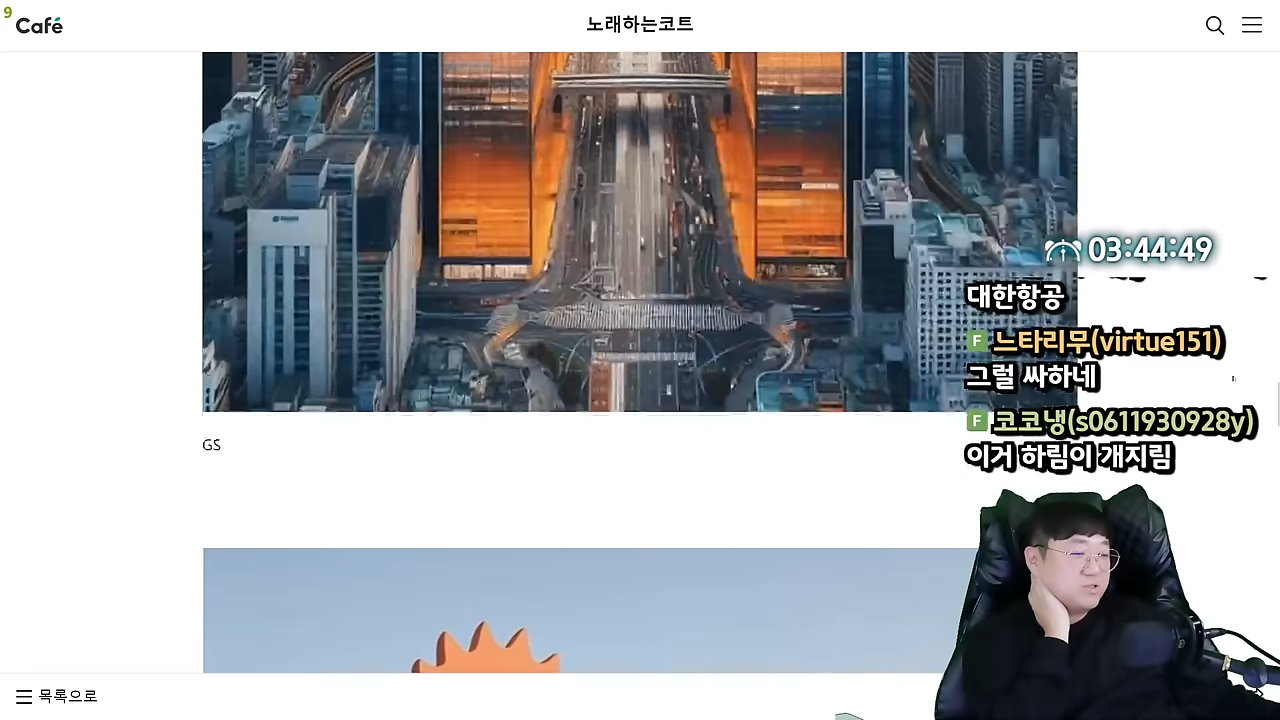 9
Café
노래하는코트
03:44:49
대한항공
F 느타리무(virtue151)
그럴 싸하네
F 코코냉(s0611930928y)
이거 하림이 개지림
GS
목록으로